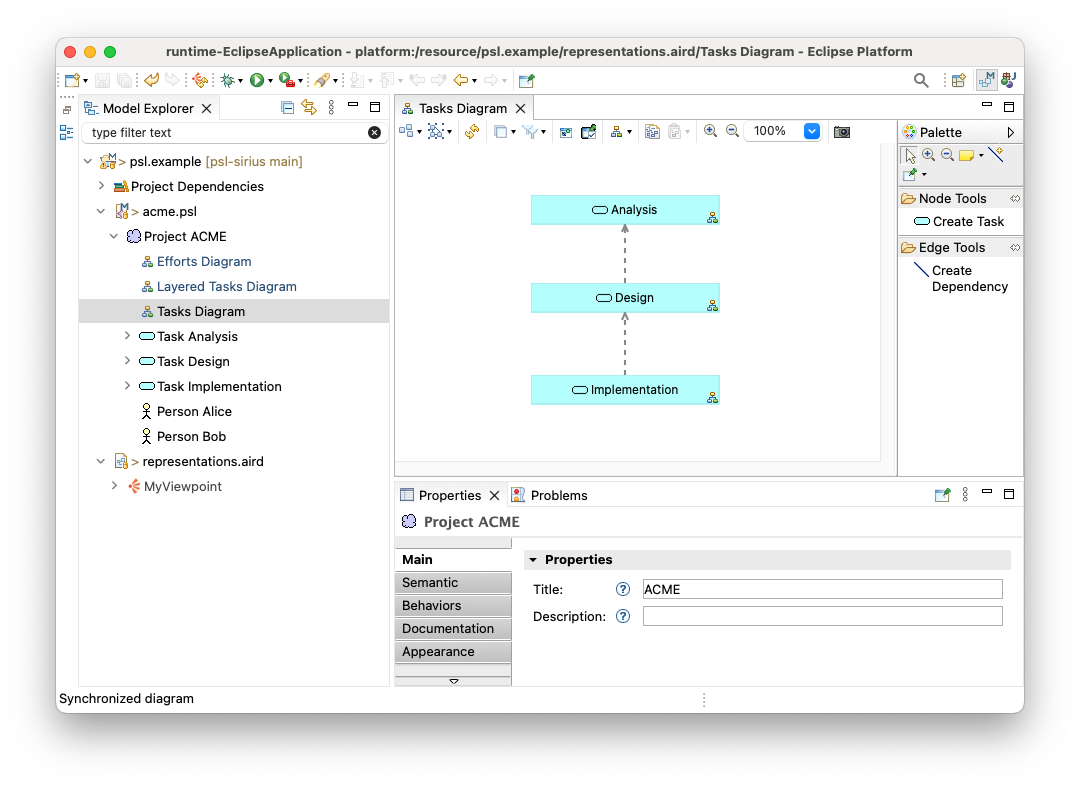 runtime-EclipseApplication - platform:/resource/psl.example/representations.aird/Tasks Diagram - Eclipse Platform
Model Explorer
type filter text
> psl.example [psl-sirius main]
Project Dependencies
> acme.psl
Project ACME
Efforts Diagram
Layered Tasks Diagram
Tasks Diagram
Task Analysis
Task Design
Task Implementation
Person Alice
Person Bob
> representations.aird
MyViewpoint
Tasks Diagram
100%
Analysis
Design
Implementation
Palette
Node Tools
Create Task
Edge Tools
Create
Dependency
Properties
Problems
Project ACME
Main
Semantic
Behaviors
Documentation
Appearance
Properties
Title: ACME
Description:
Synchronized diagram